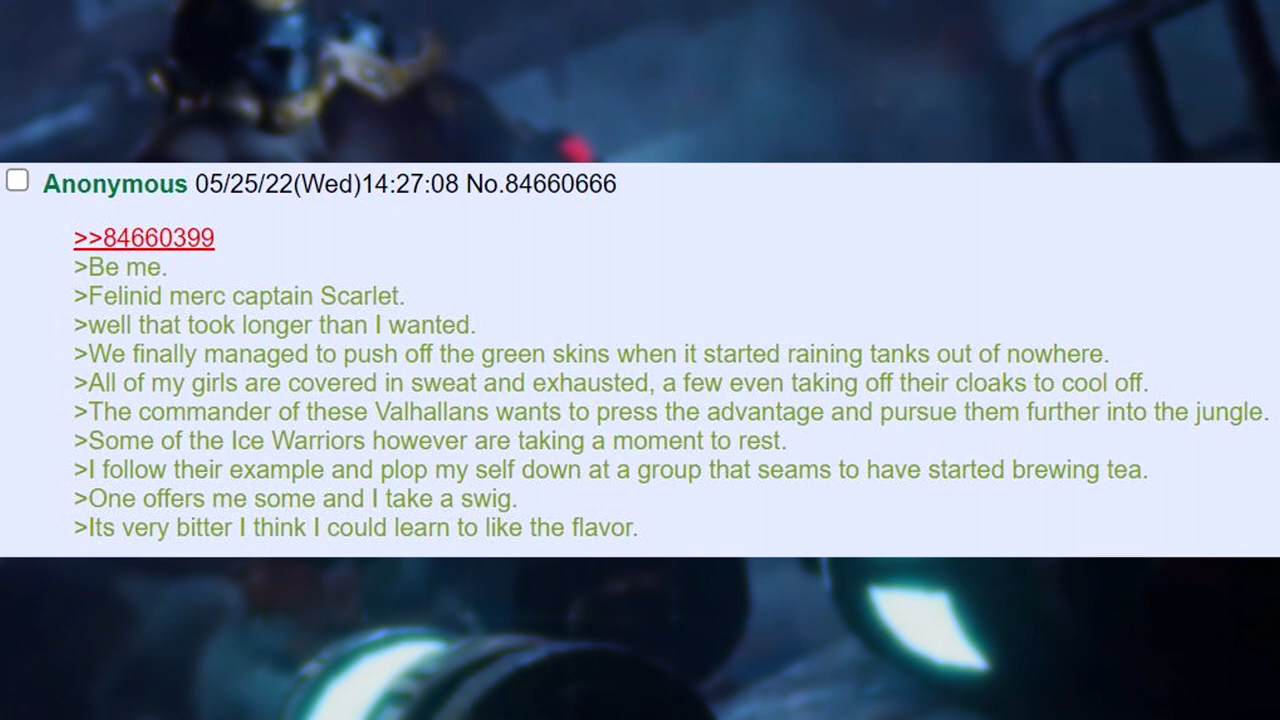 Anonymous 05/25/22(Wed)14:27:08 No.84660666
>>84660399
>Be me.
>Felinid merc captain Scarlet.
>well that took longer than I wanted.
>We finally managed to push off the green skins when it started raining tanks out of nowhere.
>All of my girls are covered in sweat and exhausted, a few even taking off their cloaks to cool off.
>The commander of these Valhallans wants to press the advantage and pursue them further into the jungle.
>Some of the Ice Warriors however are taking a moment to rest.
>I follow their example and plop my self down at a group that seams to have started brewing tea.
>One offers me some and I take a swig.
>Its very bitter I think I could learn to like the flavor.